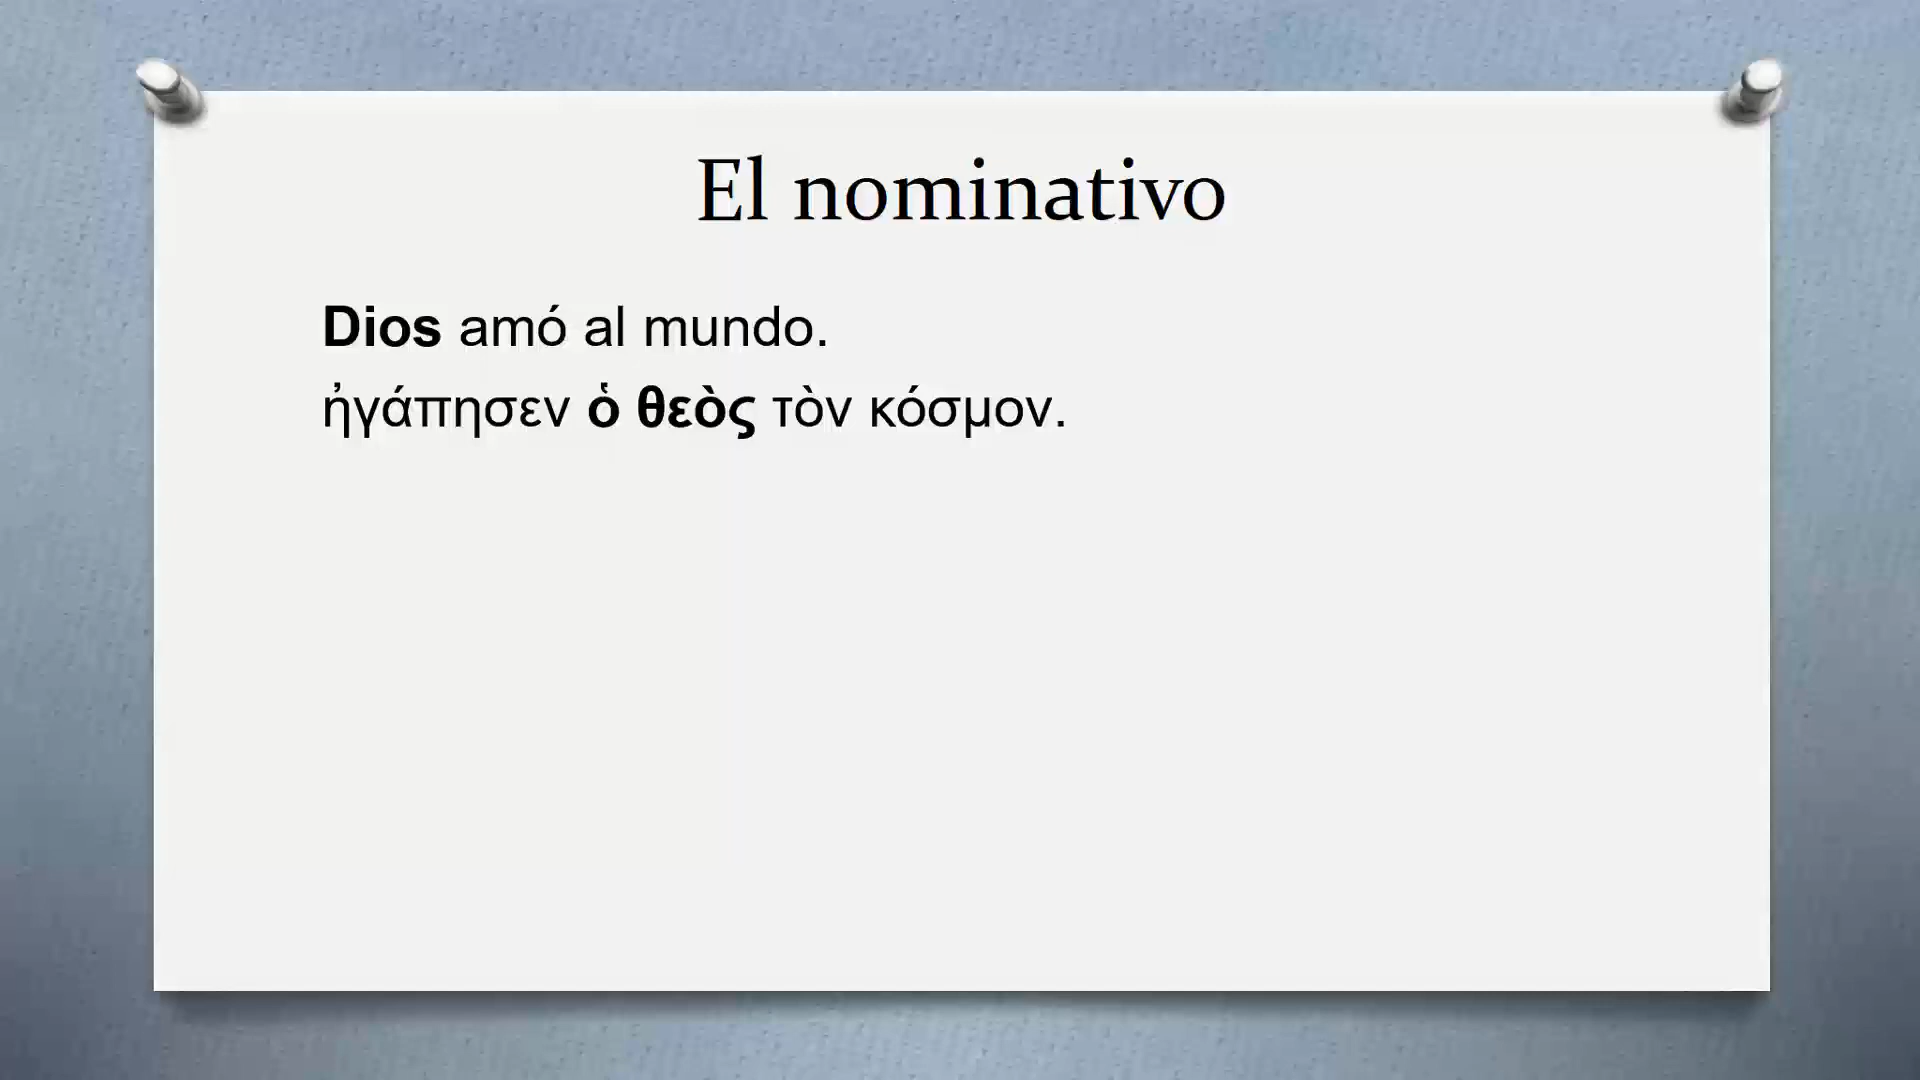 El nominativo
Dios amó al mundo.
ἠγάπησεν ὁ θεὸς τὸν κόσμον.